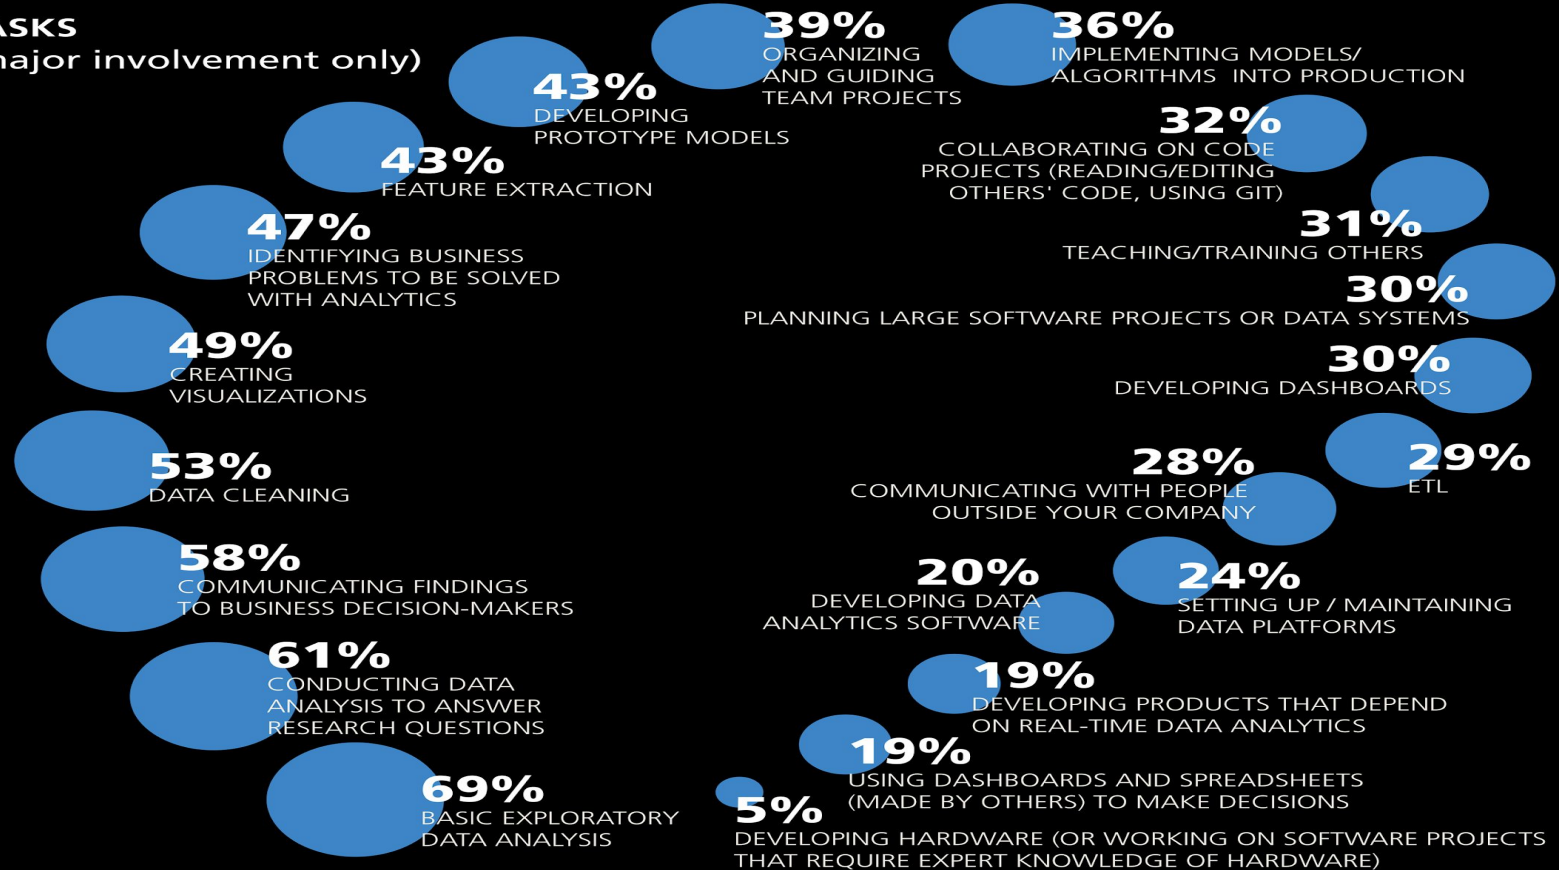 ASKS
major involvement only)
39%
ORGANIZING
AND GUIDING
TEAM PROJECTS
36%
IMPLEMENTING MODELS/
ALGORITHMS INTO PRODUCTION
43%
DEVELOPING
PROTOTYPE MODELS
32%
COLLABORATING ON CODE
PROJECTS (READING/EDITING
OTHERS' CODE, USING GIT)
43%
FEATURE EXTRACTION
31%
TEACHING/TRAINING OTHERS
47%
IDENTIFYING BUSINESS
PROBLEMS TO BE SOLVED
WITH ANALYTICS
30%
PLANNING LARGE SOFTWARE PROJECTS OR DATA SYSTEMS
49%
CREATING
VISUALIZATIONS
30%
DEVELOPING DASHBOARDS
53%
DATA CLEANING
29%
ETL
28%
COMMUNICATING WITH PEOPLE
OUTSIDE YOUR COMPANY
58%
COMMUNICATING FINDINGS
TO BUSINESS DECISION-MAKERS
24%
SETTING UP / MAINTAINING
DATA PLATFORMS
20%
DEVELOPING DATA
ANALYTICS SOFTWARE
61%
CONDUCTING DATA
ANALYSIS TO ANSWER
RESEARCH QUESTIONS
19%
DEVELOPING PRODUCTS THAT DEPEND
ON REAL-TIME DATA ANALYTICS
19%
USING DASHBOARDS AND SPREADSHEETS
(MADE BY OTHERS) TO MAKE DECISIONS
69%
BASIC EXPLORATORY
DATA ANALYSIS
5%
DEVELOPING HARDWARE (OR WORKING ON SOFTWARE PROJECTS
THAT REQUIRE EXPERT KNOWLEDGE OF HARDWARE)